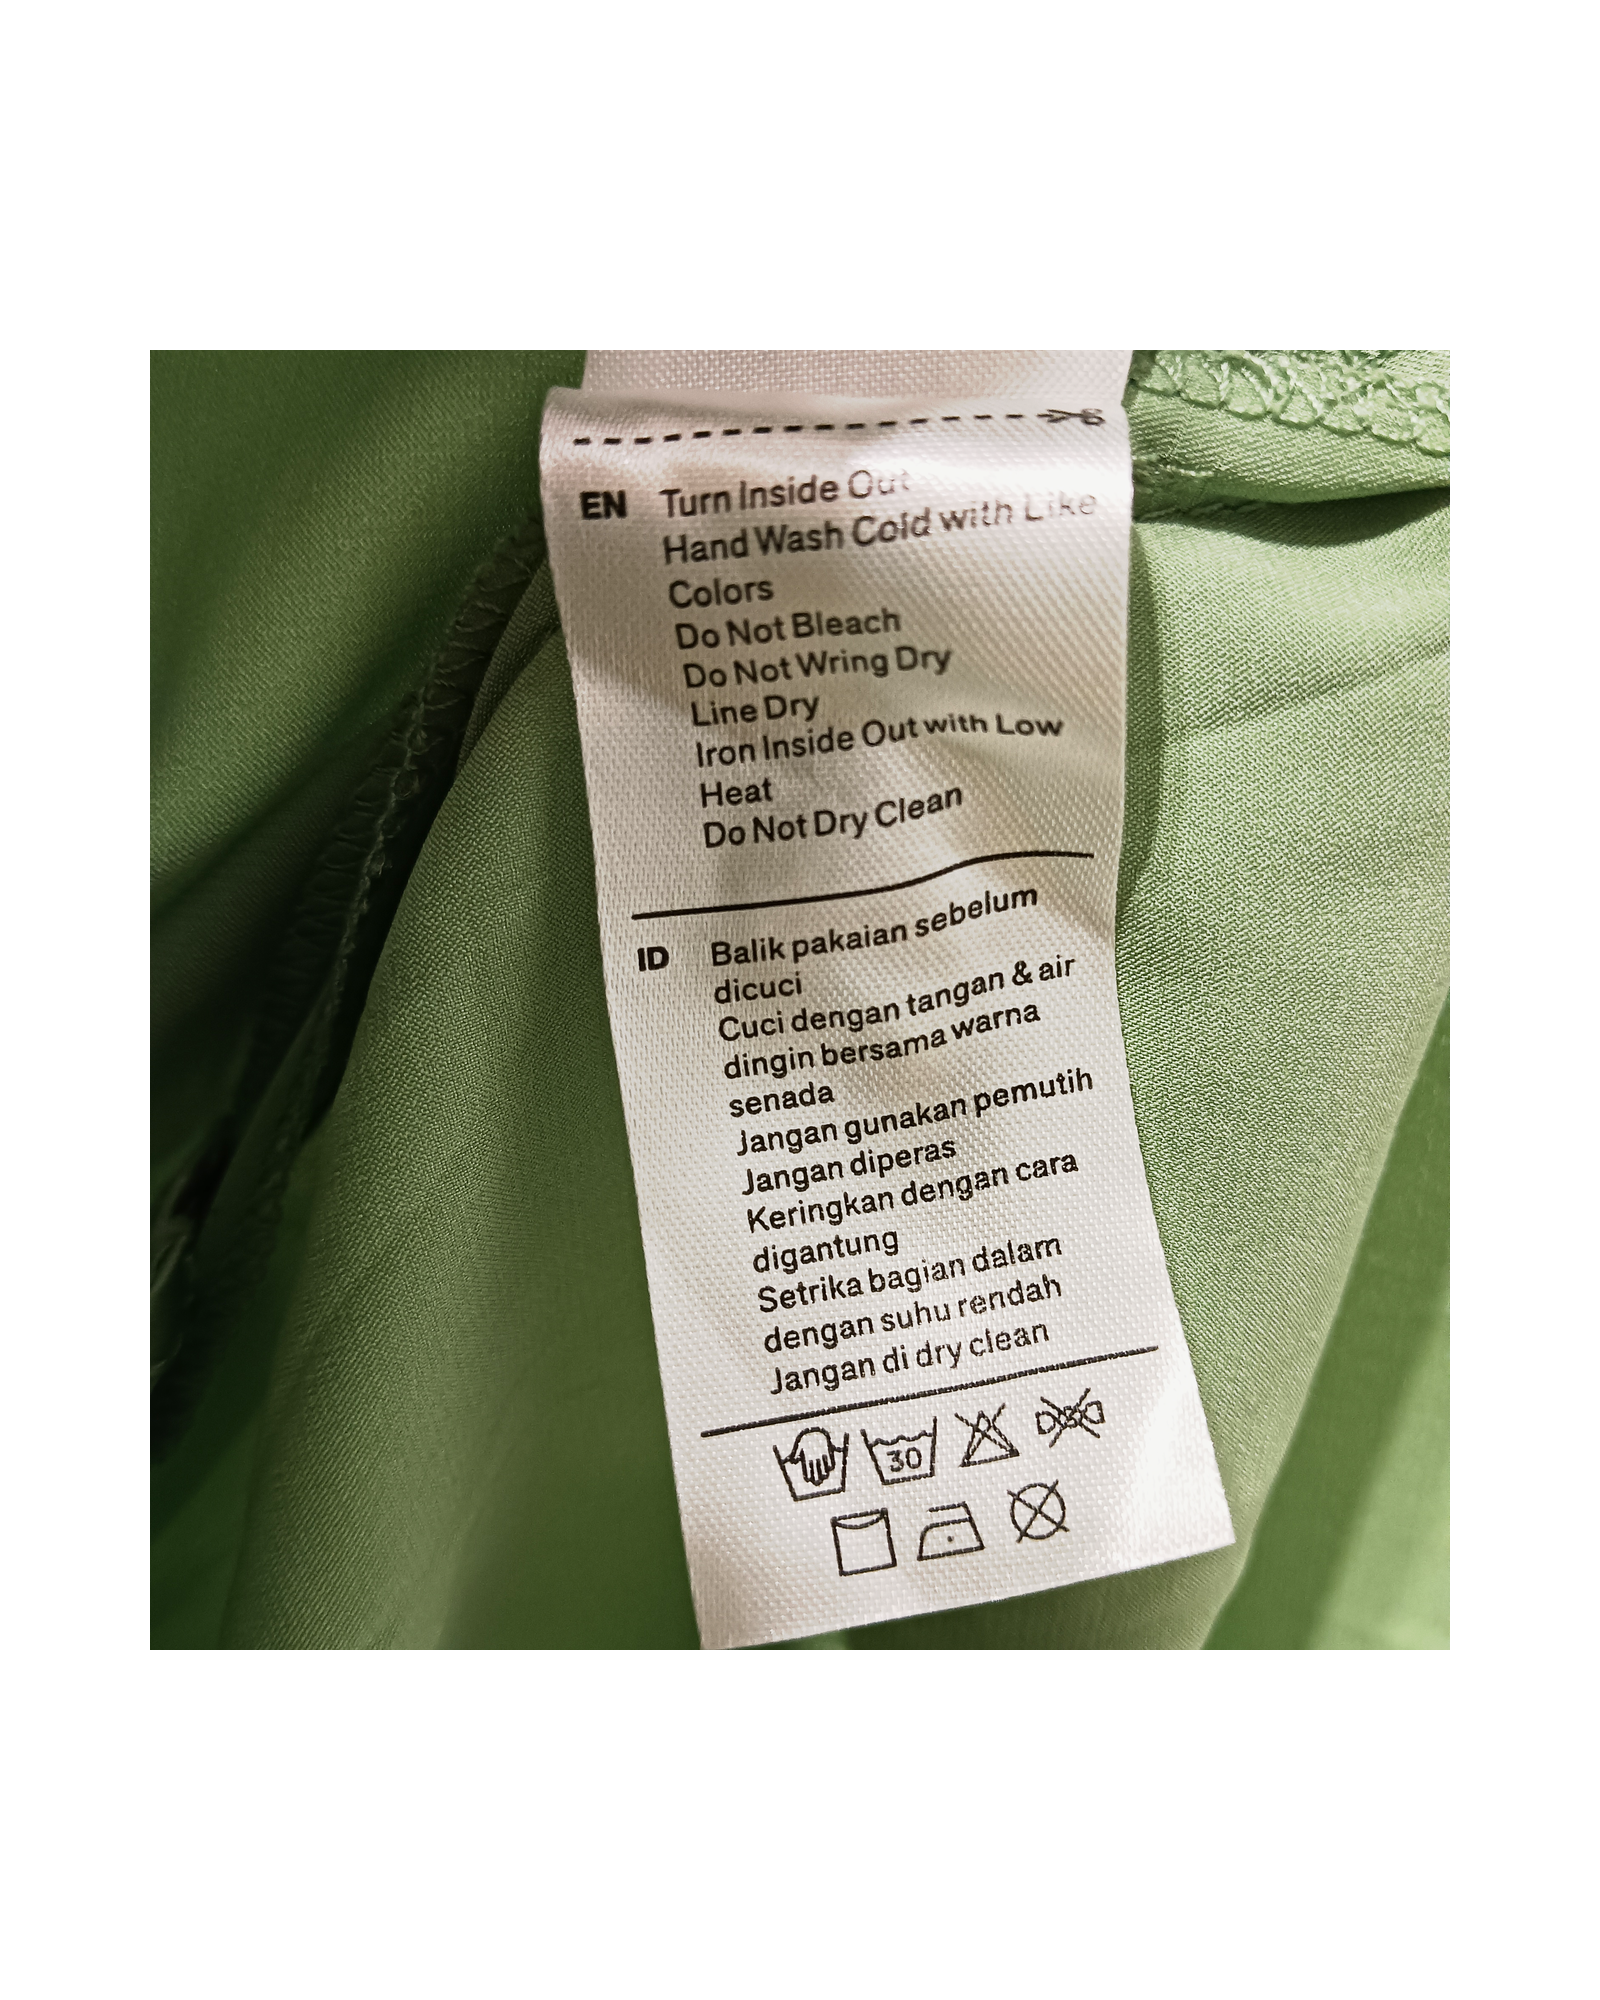 EN Turn Inside Out
Hand Wash Cold with Like
Colors
Do Not Bleach
Do Not Wring Dry
Line Dry
Iron Inside Out with Low
Heat
Do Not Dry Clean
ID Balik pakaian sebelum
dicuci
Cuci dengan tangan & air
dingin bersama warna
senada
Jangan gunakan pemutih
Jangan diperas
Keringkan dengan cara
digantung
Setrika bagian dalam
dengan suhu rendah
Jangan di dry clean
30